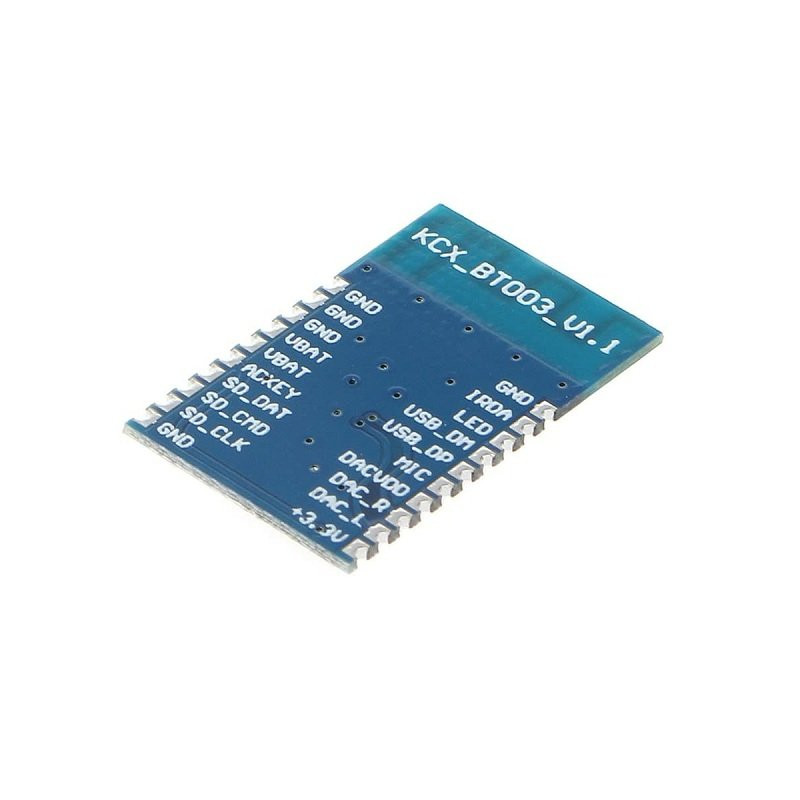 KCX_BT003_V1.1
GND
GND
GND
VBAT
VBAT
ACXEY
SD_DAT
SD_CMD
SD_CLK
GND
GND
IRDA
LED
USB_DM
USB_DP
MIC
DACVDD
DAC_R
DAC_L
+3.3V